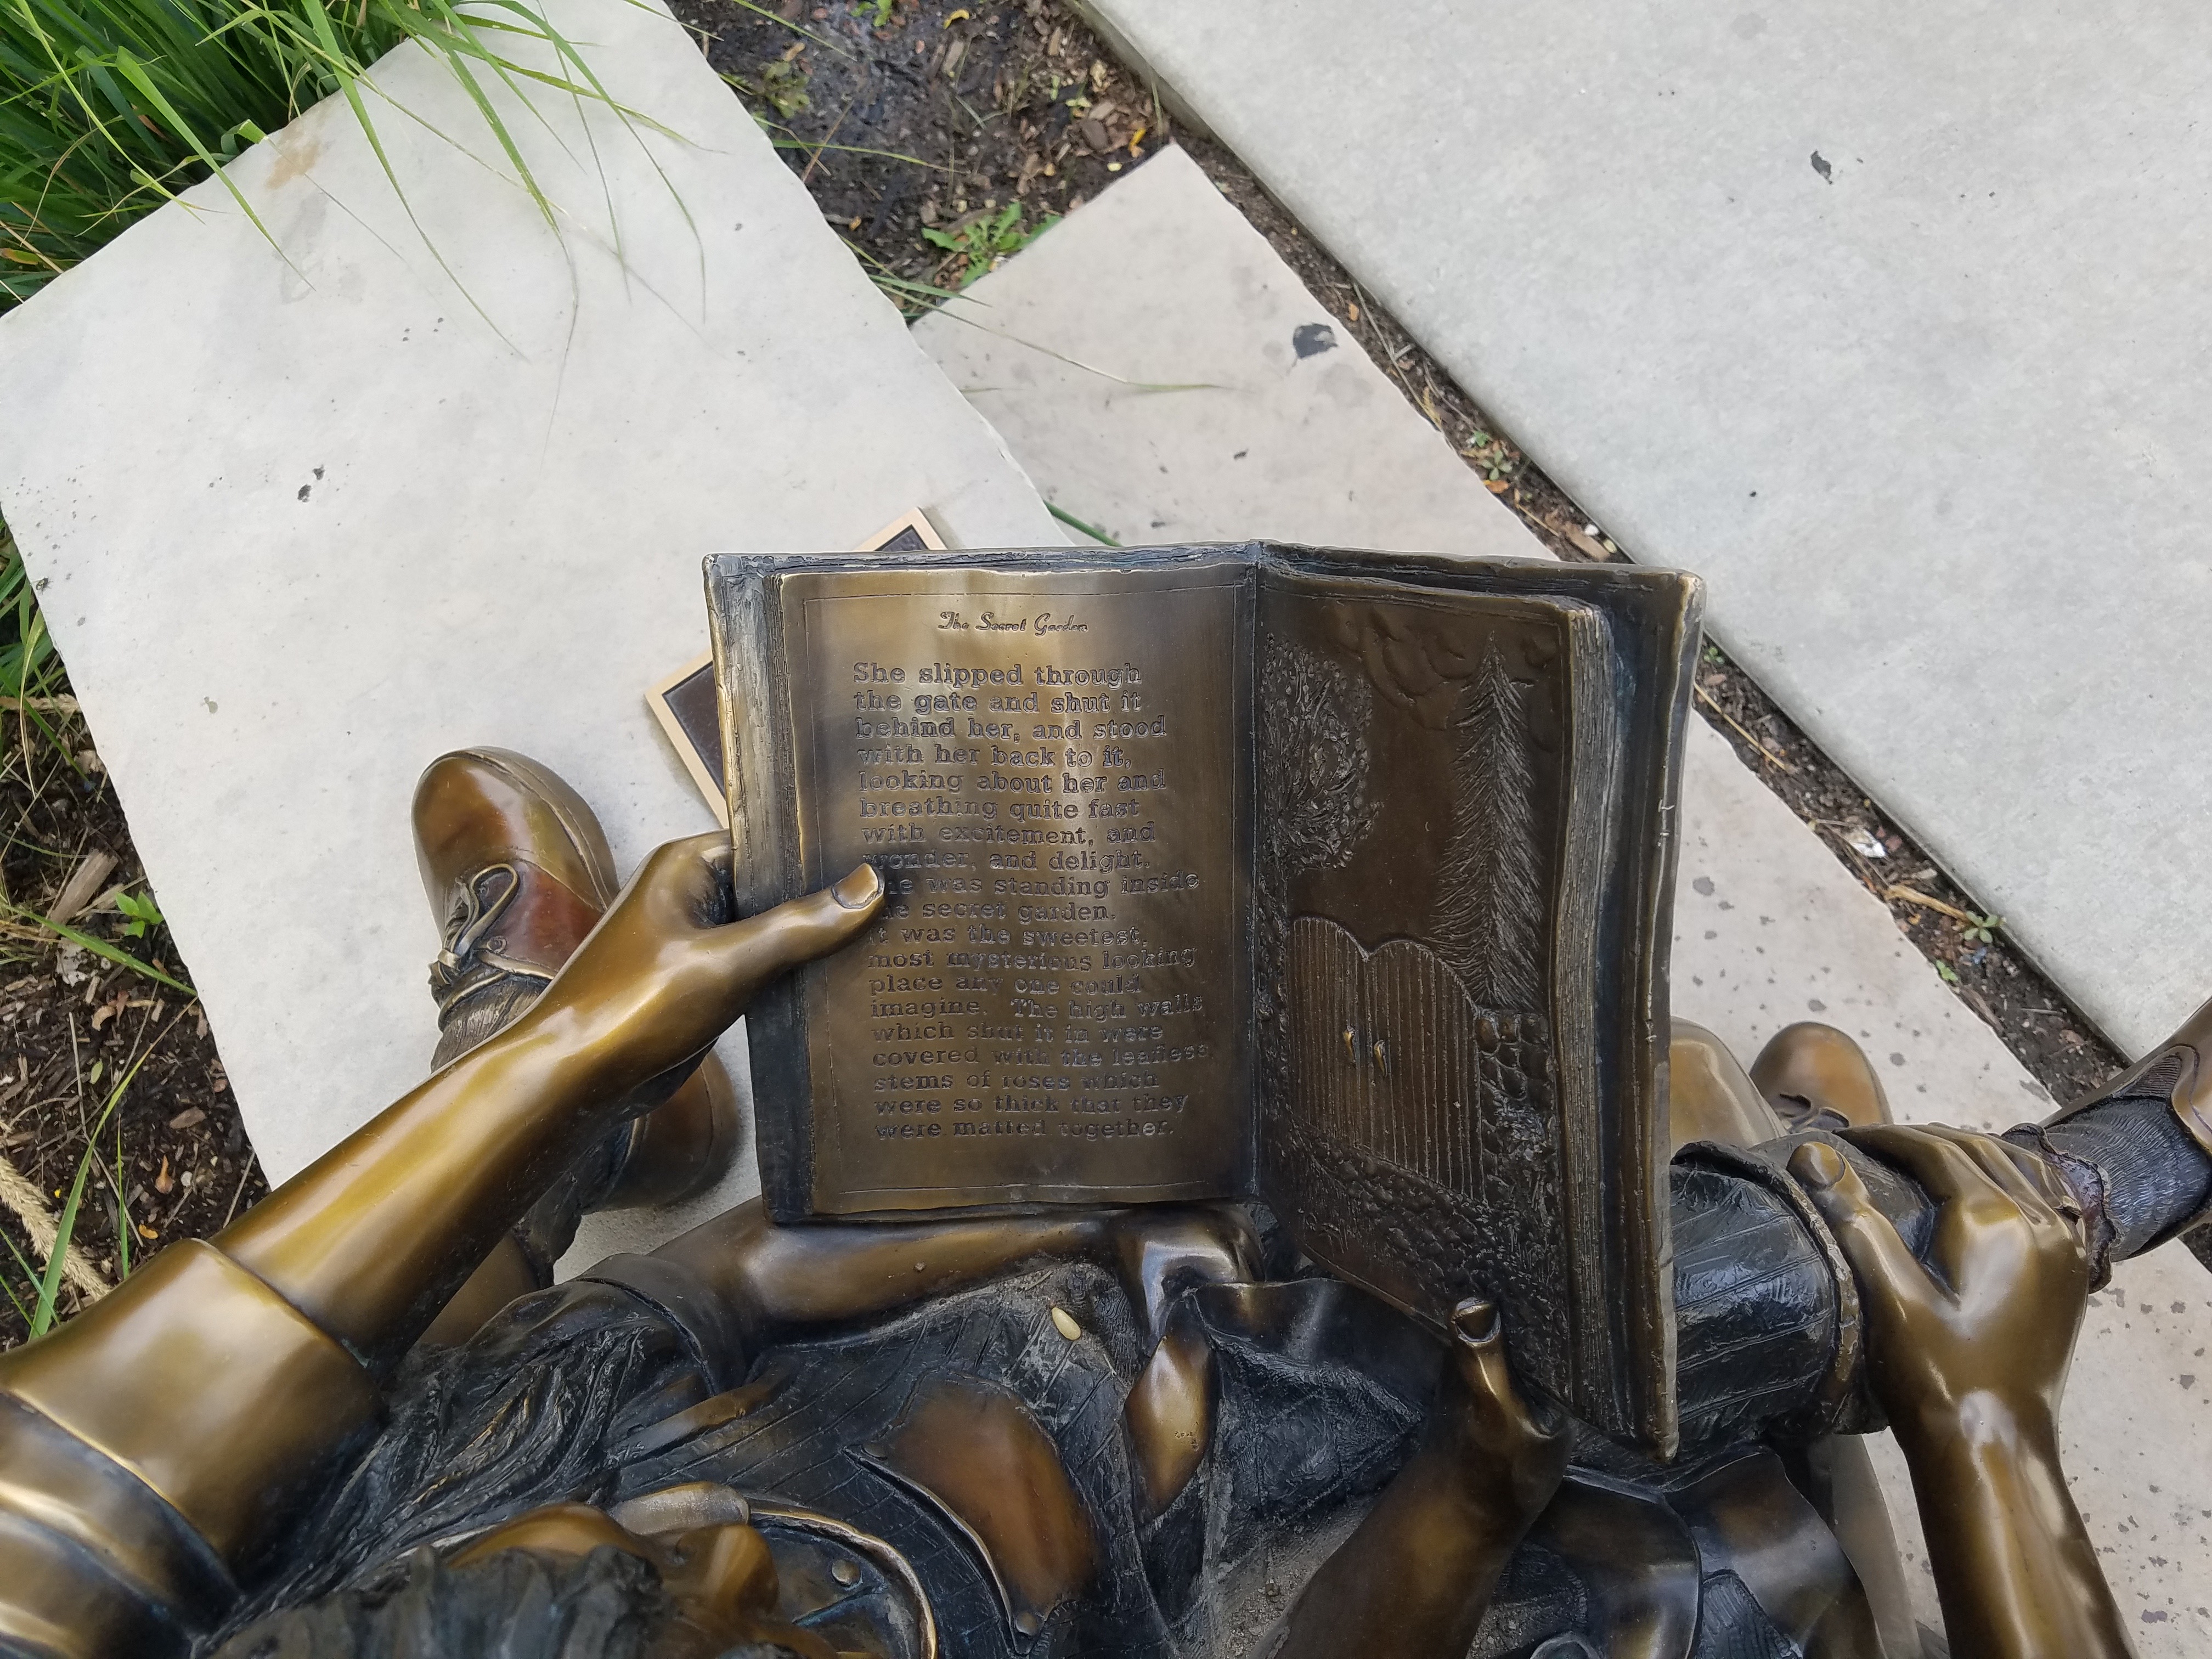 The Secret Garden
She slipped through
the gate and shut it
behind her, and stood
with her back to it,
looking about her and
breathing quite fast
with excitement, and
wonder, and delight.
he was standing inside
he secret garden.
It was the sweetest,
most mysterious looking
place any one could
imagine. The high walls
which shut it in were
covered with the leafless
stems of roses which
were so thick that they
were matted together.